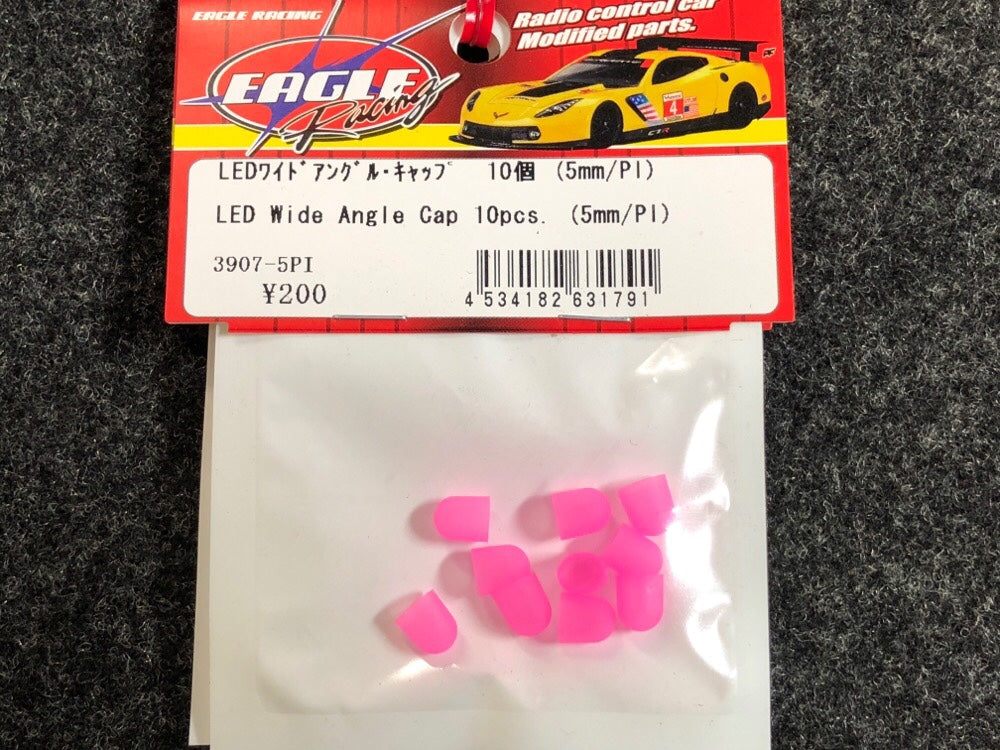 EAGLE RACING
Radio control car
Modified parts.
EAGLE
Racing
4
C7.R
LEDワイドアングル・キャップ 10個 (5mm/PI)
LED Wide Angle Cap 10pcs. (5mm/PI)
3907-5PI
¥200
4 534182 631791